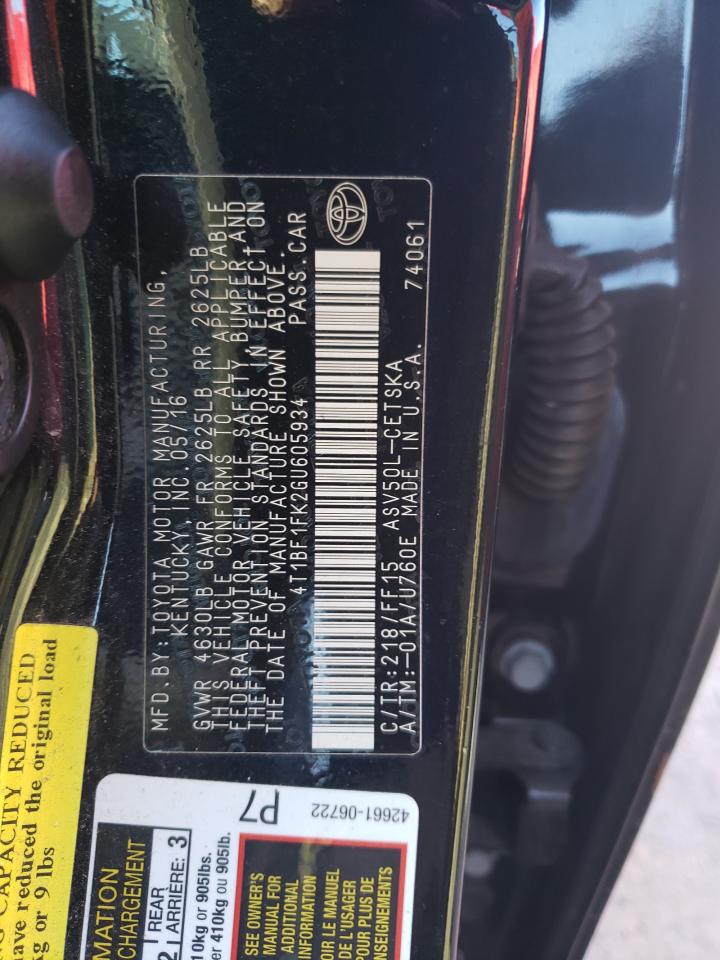 MFD.BY:TOYOTA MOTOR MANUFACTURING,
KENTUCKY, INC.05/16
GVWR 4630LB GAWR FR 2625LB RR 2625LB
THIS VEHICLE CONFORMS TO ALL APPLICABLE
FEDERAL MOTOR VEHICLE SAFETY, BUMPER AND
THEFT PREVENTION STANDARDS IN EFFECT ON
THE DATE OF MANUFACTURE SHOWN ABOVE.
4T1BF1FK2GU605934 PASS.CAR
C/TR:218/FF15 ASV50L-CETSKA 74061
A/TM:-01A/U760E MADE IN U.S.A.
CAPACITY REDUCED
have reduced the original load
kg or 9 lbs
P7
42661-06722
CHARGEMENT
REAR
ARRIÈRE: 3
or 905lbs.
410kg ou 905lb.
SEE OWNER'S
MANUAL FOR
ADDITIONAL
INFORMATION
VOIR LE MANUEL
DE L'USAGER
POUR PLUS DE
RENSEIGNEMENTS